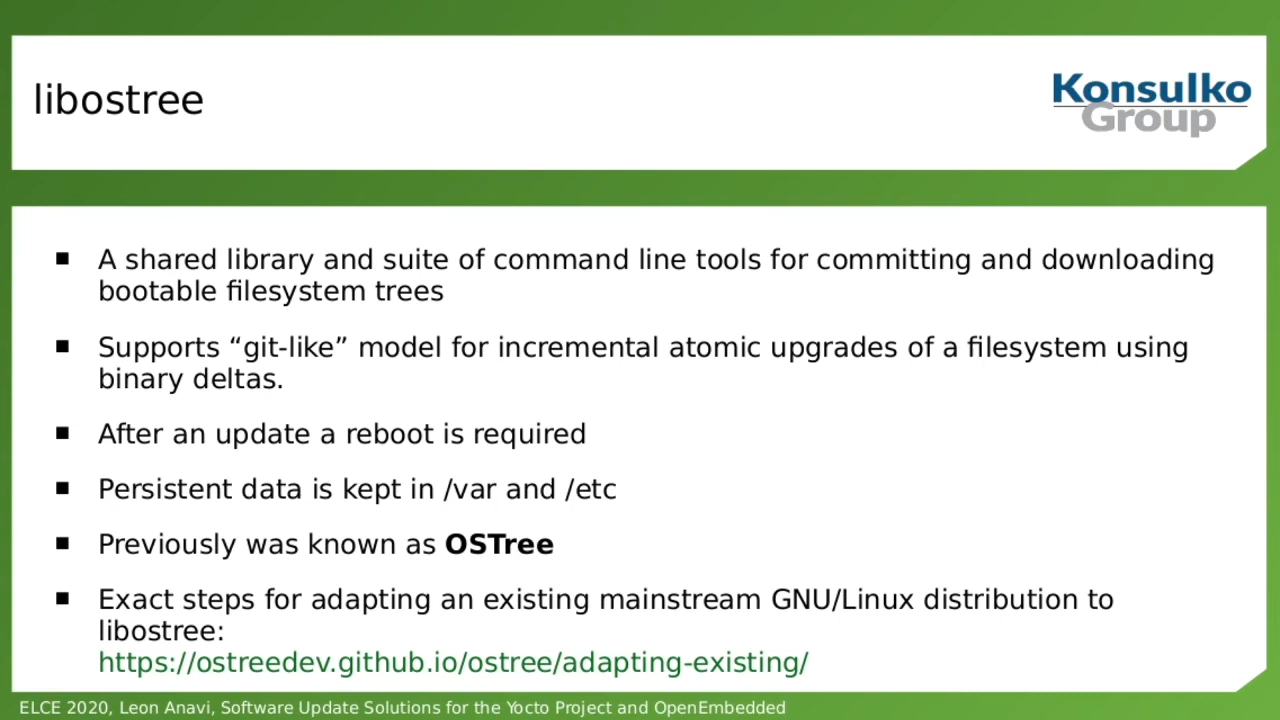 libostree
Konsulko
Group
■ A shared library and suite of command line tools for committing and downloading
bootable filesystem trees
■ Supports “git-like” model for incremental atomic upgrades of a filesystem using
binary deltas.
■ After an update a reboot is required
■ Persistent data is kept in /var and /etc
■ Previously was known as OSTree
■ Exact steps for adapting an existing mainstream GNU/Linux distribution to
libostree:
https://ostreedev.github.io/ostree/adapting-existing/
ELCE 2020, Leon Anavi, Software Update Solutions for the Yocto Project and OpenEmbedded